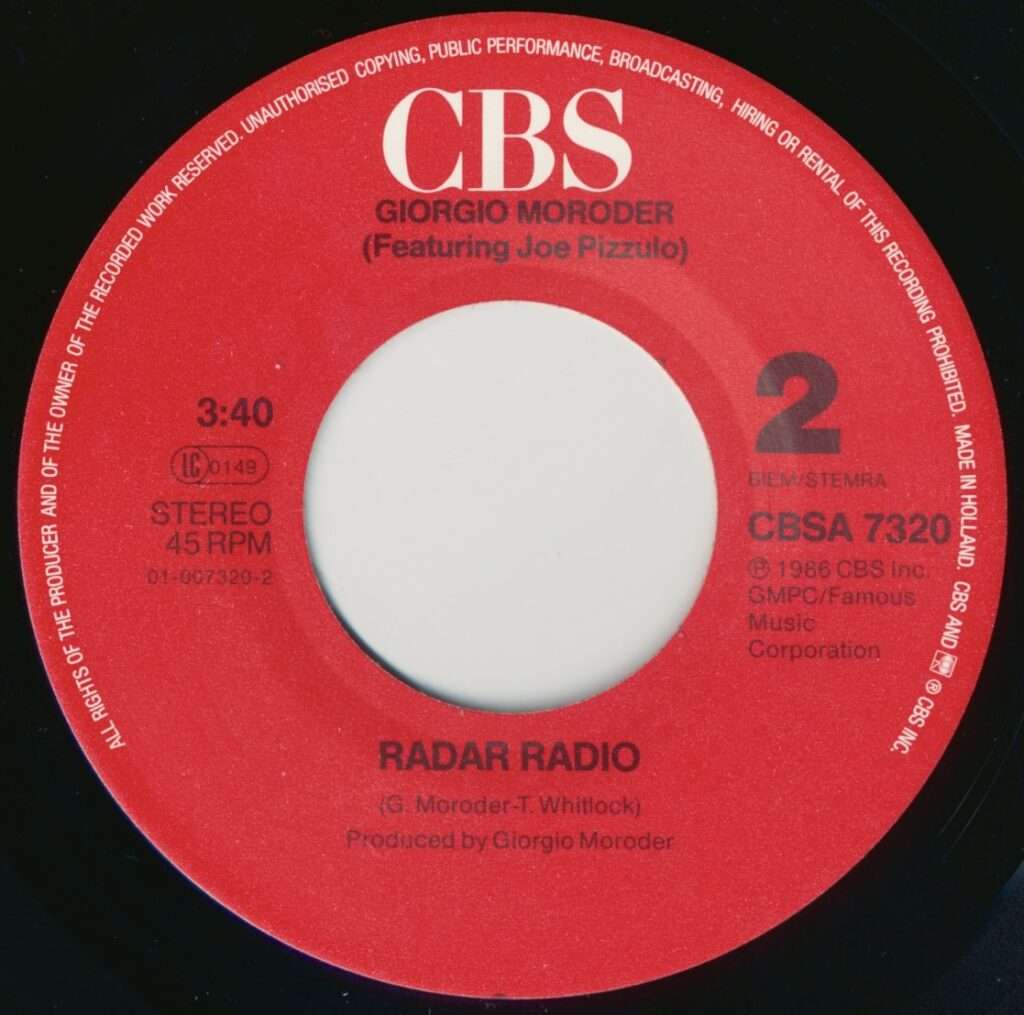 ALL RIGHTS OF THE PRODUCER AND OF THE OWNER OF THE RECORDED WORK RESERVED. UNAUTHORISED COPYING, PUBLIC PERFORMANCE, BROADCASTING, HIRING OR RENTAL OF THIS RECORDING PROHIBITED. MADE IN HOLLAND. CBS AND ® CBS INC.
CBS
GIORGIO MORODER
(Featuring Joe Pizzulo)
3:40
LC 0149
STEREO
45 RPM
01-007320-2
2
BIEM/STEMRA
CBSA 7320
℗ 1986 CBS Inc.
GMPC/Famous
Music
Corporation
RADAR RADIO
(G. Moroder-T. Whitlock)
Produced by Giorgio Moroder